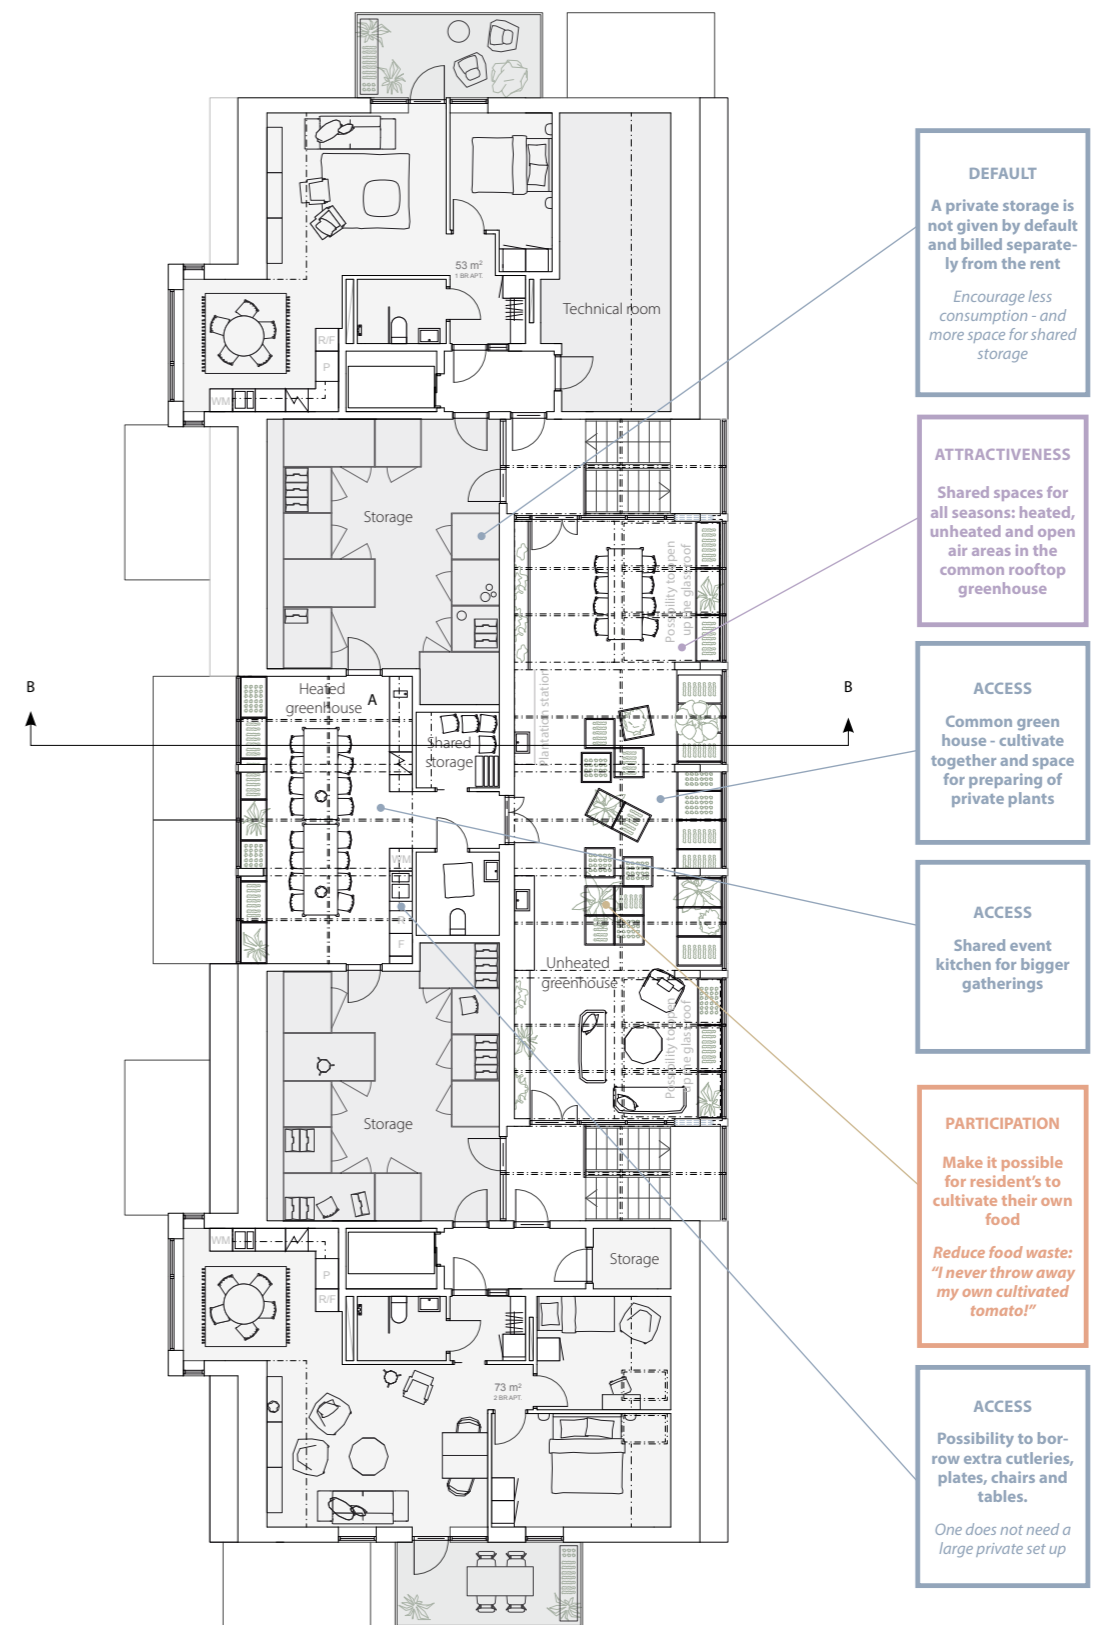 53 m²
1 BR APT.
Technical room
R/F
P
WM
Storage
Possibility to open
up the glass roof
B
B
Heated
greenhouse
A
Plantation station
Shared
storage
WM
R
F
Unheated
greenhouse
Possibility to open
up the glass roof
Storage
WM
P
R/F
Storage
73 m²
2 BR APT.
DEFAULT
A private storage is
not given by default
and billed separate-
ly from the rent
Encourage less
consumption - and
more space for shared
storage
ATTRACTIVENESS
Shared spaces for
all seasons: heated,
unheated and open
air areas in the
common rooftop
greenhouse
ACCESS
Common green
house - cultivate
together and space
for preparing of
private plants
ACCESS
Shared event
kitchen for bigger
gatherings
PARTICIPATION
Make it possible
for resident's to
cultivate their own
food
Reduce food waste:
“I never throw away
my own cultivated
tomato!”
ACCESS
Possibility to bor-
row extra cutleries,
plates, chairs and
tables.
One does not need a
large private set up